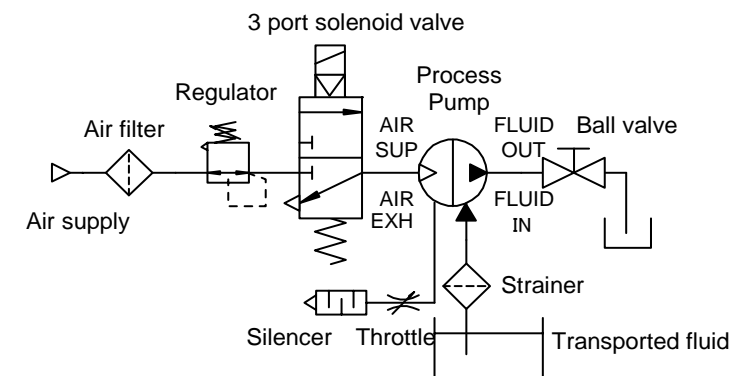 3 port solenoid valve
Process
Pump
Regulator
Air filter
AIR
SUP
FLUID
OUT
Ball valve
Air supply
AIR
EXH
FLUID
IN
Strainer
Silencer
Throttle
Transported fluid